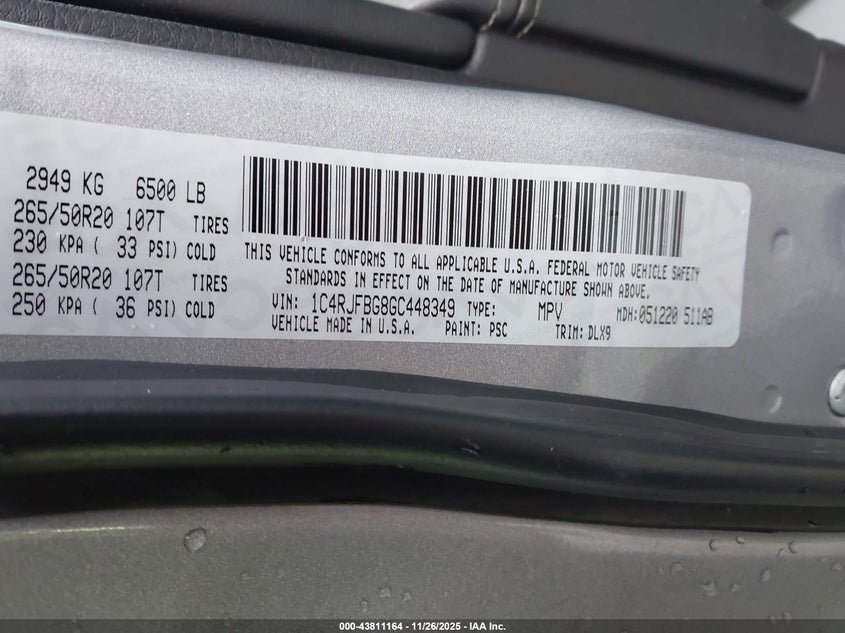 2949 KG 6500 LB
265/50R20 107T TIRES
230 KPA ( 33 PSI) COLD
265/50R20 107T TIRES
250 KPA ( 36 PSI) COLD
THIS VEHICLE CONFORMS TO ALL APPLICABLE U.S.A. FEDERAL MOTOR VEHICLE SAFETY
STANDARDS IN EFFECT ON THE DATE OF MANUFACTURE SHOWN ABOVE.
VIN: 1C4RJFBG8GC448349 TYPE: MPV MDH:051220 511AB
VEHICLE MADE IN U.S.A. PAINT: PSC TRIM: DLX9
000-43811164 - 11/26/2025 - IAA Inc.